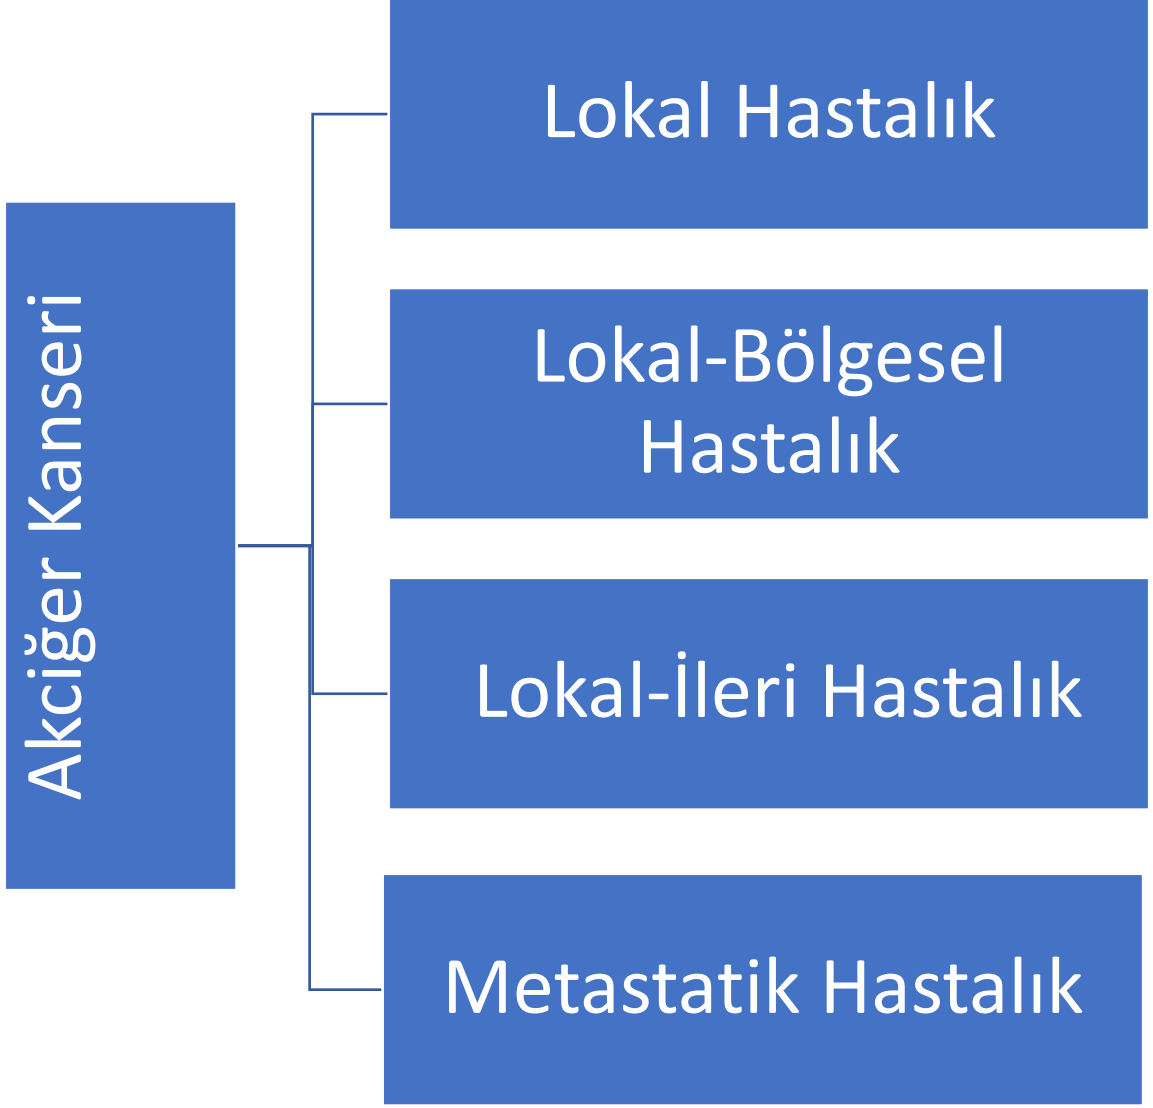 Akciğer Kanseri
Lokal Hastalık
Lokal-Bölgesel
Hastalık
Lokal-İleri Hastalık
Metastatik Hastalık